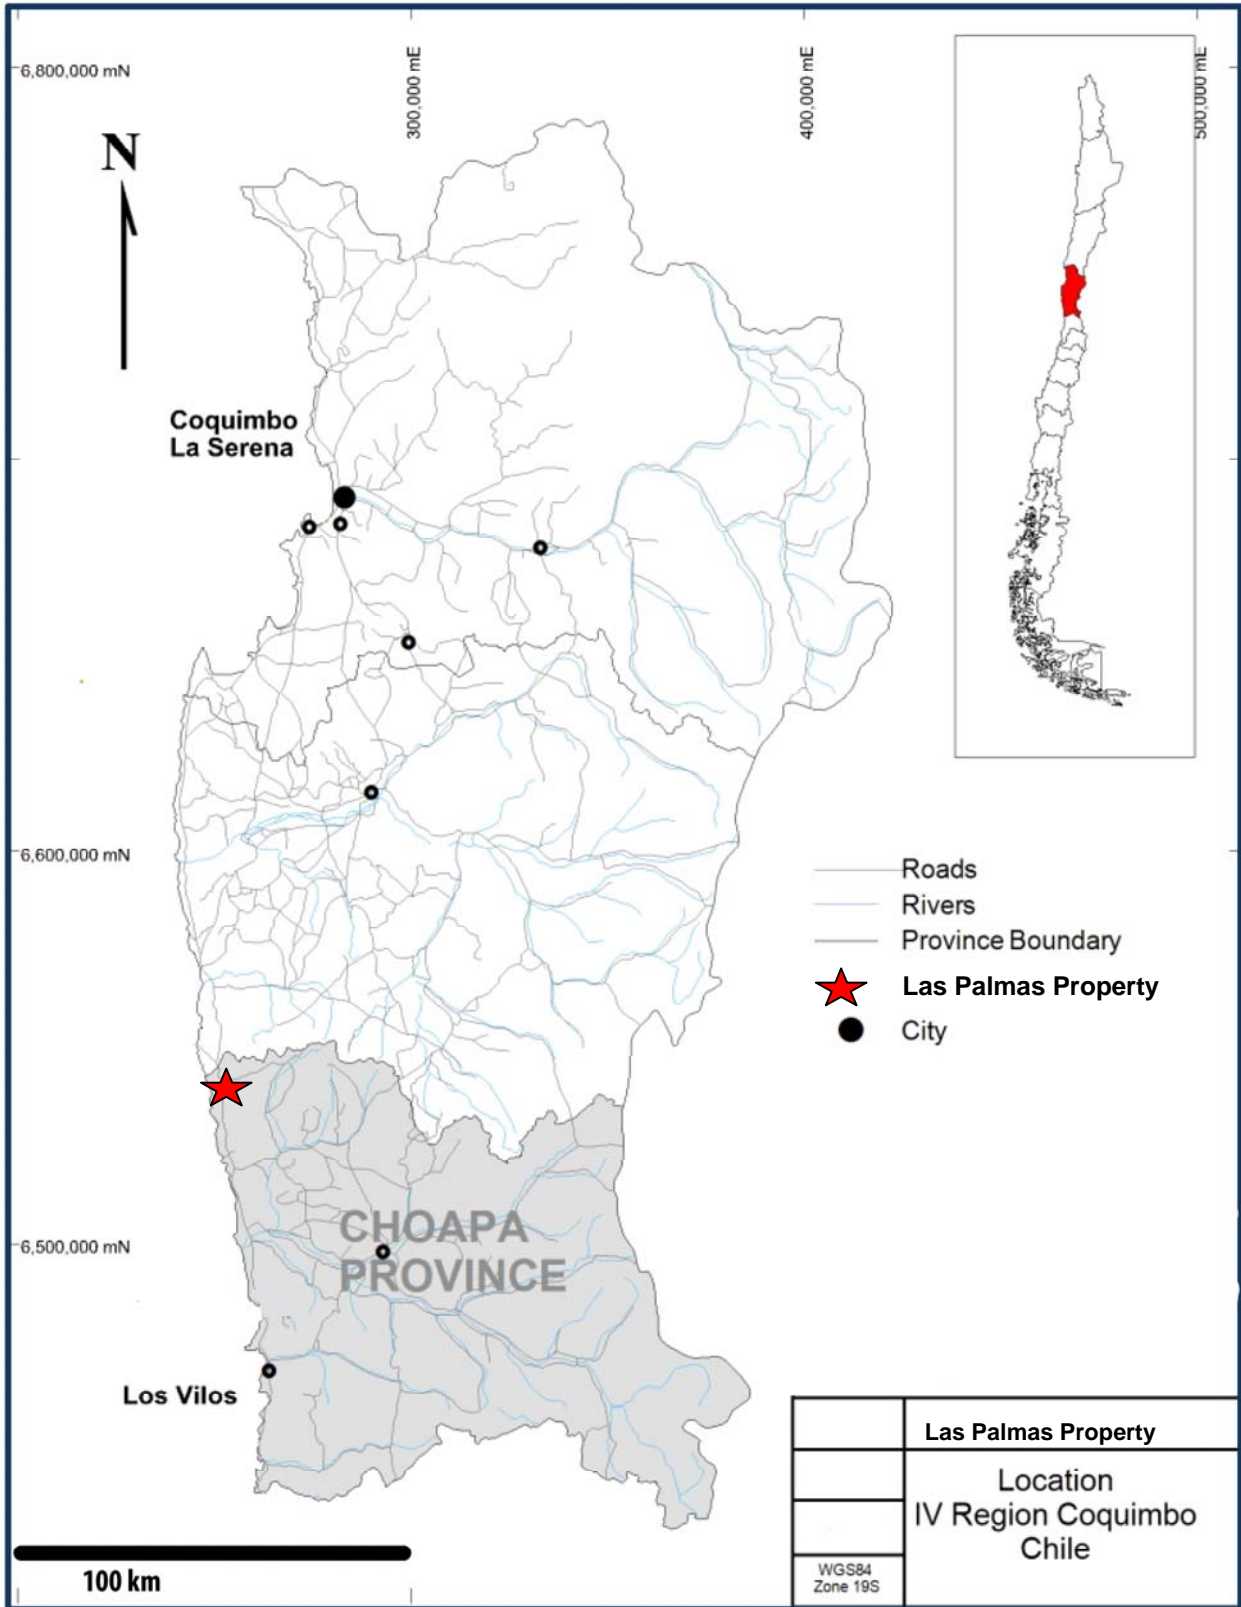 6,800,000 mN
300,000 mE
400,000 mE
500,000 mE
N
Coquimbo
La Serena
6,600,000 mN
Roads
Rivers
Province Boundary
Las Palmas Property
City
CHOAPA
PROVINCE
6,500,000 mN
Los Vilos
100 km
Las Palmas Property
Location
IV Region Coquimbo
Chile
WGS84
Zone 19S